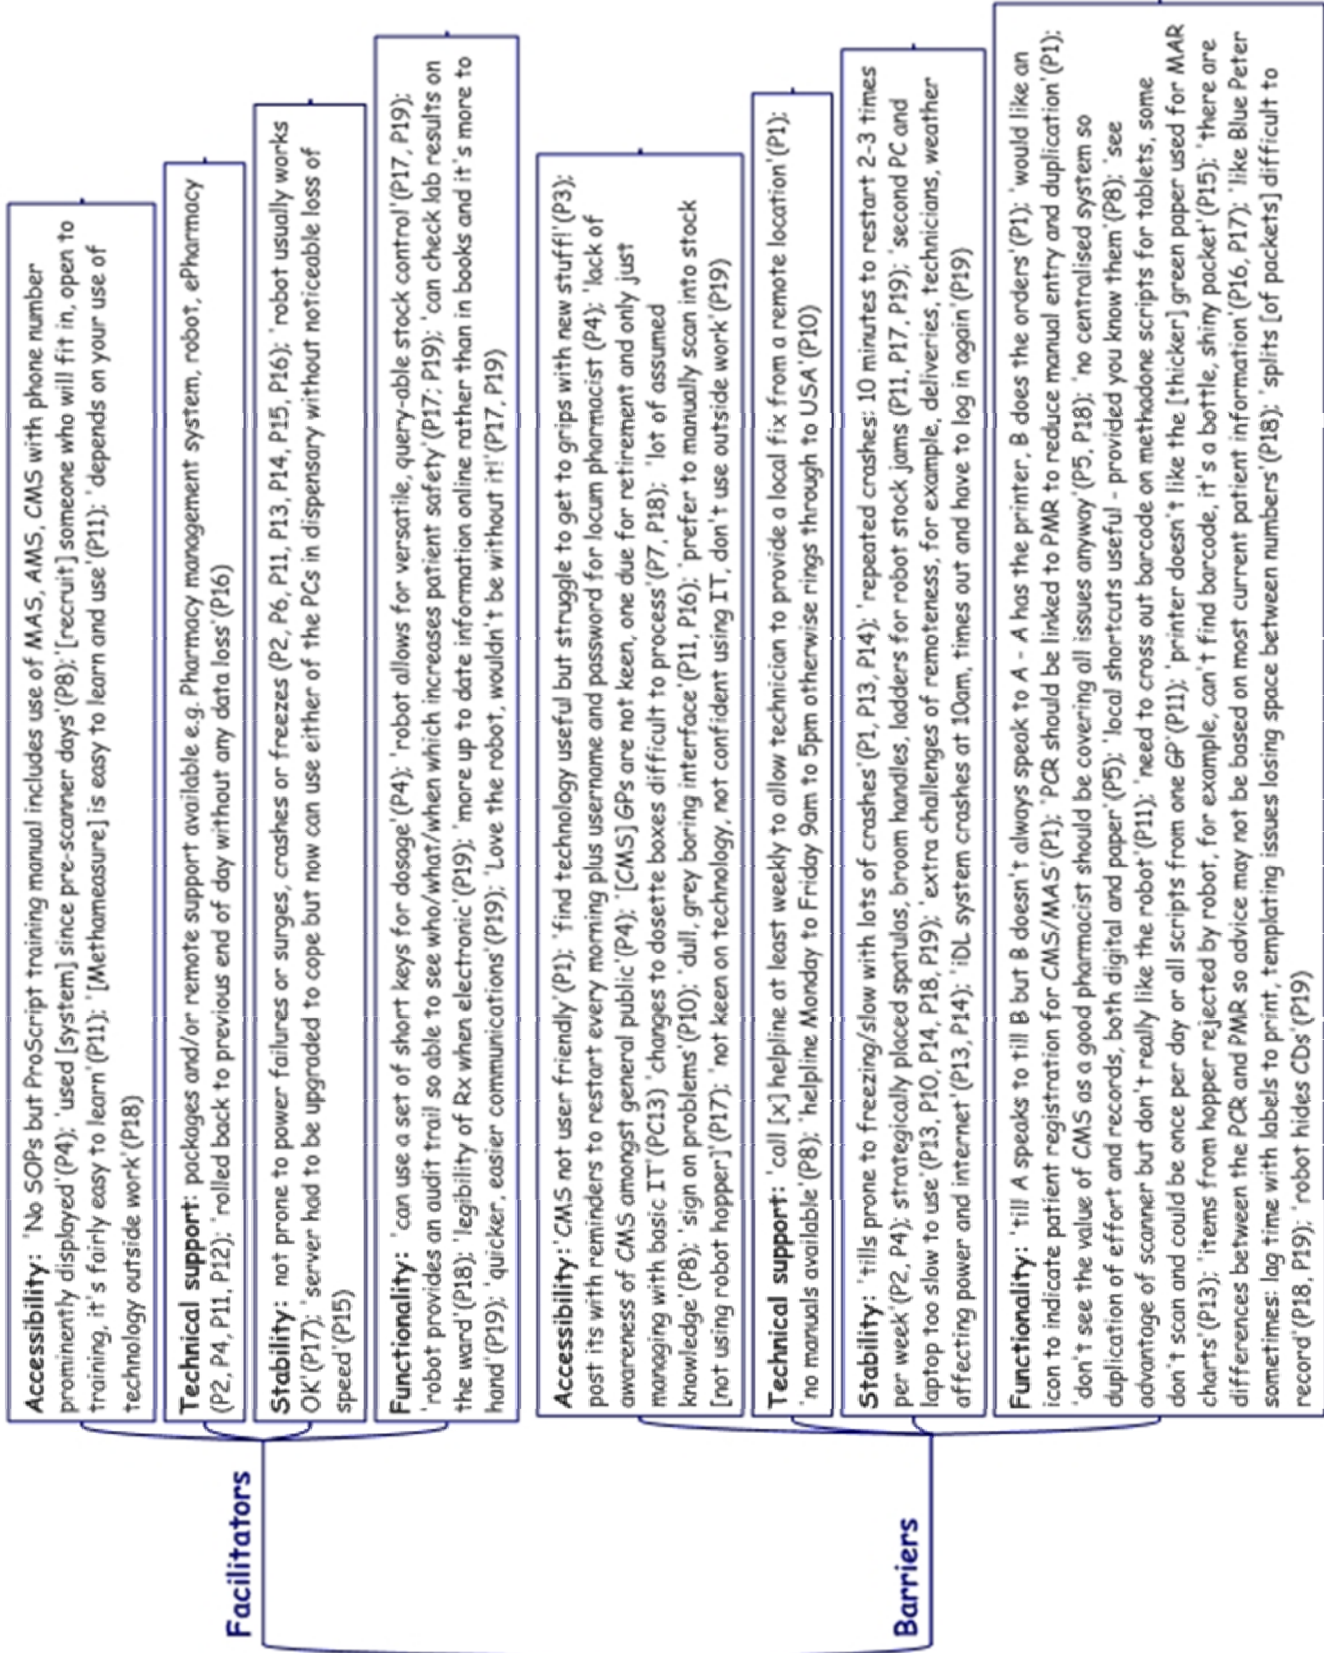 Facilitators
Accessibility: 'No SOPs but ProScript training manual includes use of MAS, AMS, CMS with phone number
prominently displayed'(P4); 'used [system] since pre-scanner days'(P8);'[recruit] someone who will fit in, open to
training, it's fairly easy to learn'(P11); '[Methameasure] is easy to learn and use'(P11); 'depends on your use of
technology outside work'(P18)
Technical support: packages and/or remote support available e.g. Pharmacy management system, robot, ePharmacy
(P2, P4, P11, P12); 'rolled back to previous end of day without any data loss'(P16)
Stability: not prone to power failures or surges, crashes or freezes (P2, P6, P11, P13, P14, P15, P16); 'robot usually works
OK'(P17); 'server had to be upgraded to cope but now can use either of the PCs in dispensary without noticeable loss of
speed'(P15)
Functionality: 'can use a set of short keys for dosage'(P4); 'robot allows for versatile, query-able stock control'(P17, P19);
'robot provides an audit trail so able to see who/what/when which increases patient safety'(P17; P19); 'can check lab results on
the ward'(P18); 'legibility of Rx when electronic'(P19); 'more up to date information online rather than in books and it's more to
hand'(P19); 'quicker, easier communications'(P19); 'Love the robot, wouldn't be without it!'(P17, P19)
Barriers
Accessibility:'CMS not user friendly'(P1); 'find technology useful but struggle to get to grips with new stuff!'(P3);
post its with reminders to restart every morning plus username and password for locum pharmacist (P4); 'lack of
awareness of CMS amongst general public'(P4); '[CMS] GPs are not keen, one due for retirement and only just
managing with basic IT'(PC13) 'changes to dosette boxes difficult to process'(P7, P18); 'lot of assumed
knowledge'(P8);'sign on problems'(P10); 'dull, grey boring interface'(P11, P16); 'prefer to manually scan into stock
[not using robot hopper]'(P17); 'not keen on technology, not confident using IT, don't use outside work'(P19)
Technical support: 'call [x] helpline at least weekly to allow technician to provide a local fix from a remote location'(P1);
'no manuals available'(P8); 'helpline Monday to Friday 9am to 5pm otherwise rings through to USA'(P10)
Stability: 'tills prone to freezing/slow with lots of crashes'(P1, P13, P14); 'repeated crashes; 10 minutes to restart 2-3 times
per week'(P2, P4); strategically placed spatulas, broom handles, ladders for robot stock jams (P11, P17, P19); 'second PC and
laptop too slow to use'(P13, P10, P14, P18, P19); 'extra challenges of remoteness, for example, deliveries, technicians, weather
affecting power and internet'(P13, P14); 'iDL system crashes at 10am, times out and have to log in again'(P19)
Functionality: 'till A speaks to till B but B doesn't always speak to A - A has the printer, B does the orders'(P1); 'would like an
icon to indicate patient registration for CMS/MAS'(P1); 'PCR should be linked to PMR to reduce manual entry and duplication'(P1);
'don't see the value of CMS as a good pharmacist should be covering all issues anyway'(P5, P18); 'no centralised system so
duplication of effort and records, both digital and paper'(P5); 'local shortcuts useful - provided you know them'(P8); 'see
advantage of scanner but don't really like the robot'(P11); 'need to cross out barcode on methadone scripts for tablets, some
don't scan and could be once per day or all scripts from one GP'(P11); 'printer doesn't like the [thicker] green paper used for MAR
charts'(P13); 'items from hopper rejected by robot, for example, can't find barcode, it's a bottle, shiny packet'(P15); 'there are
differences between the PCR and PMR so advice may not be based on most current patient information'(P16, P17); 'like Blue Peter
sometimes: lag time with labels to print, templating issues losing space between numbers'(P18); 'splits [of packets] difficult to
record'(P18, P19); 'robot hides CDs'(P19)